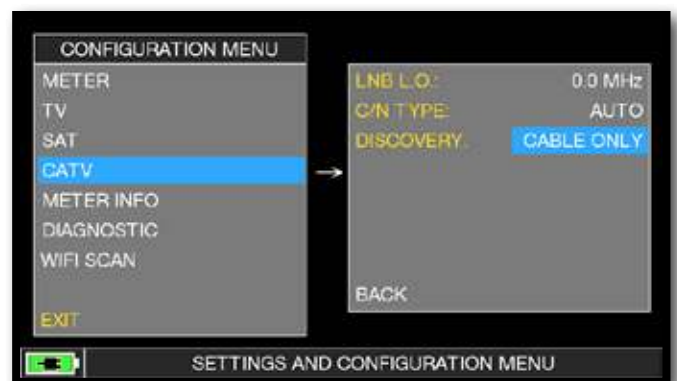 CONFIGURATION MENU
METER
TV
SAT
CATV
METER INFO
DIAGNOSTIC
WIFI SCAN
EXIT
LNB L.O.: 0.0 MHz
C/N TYPE: AUTO
DISCOVERY: CABLE ONLY
BACK
SETTINGS AND CONFIGURATION MENU